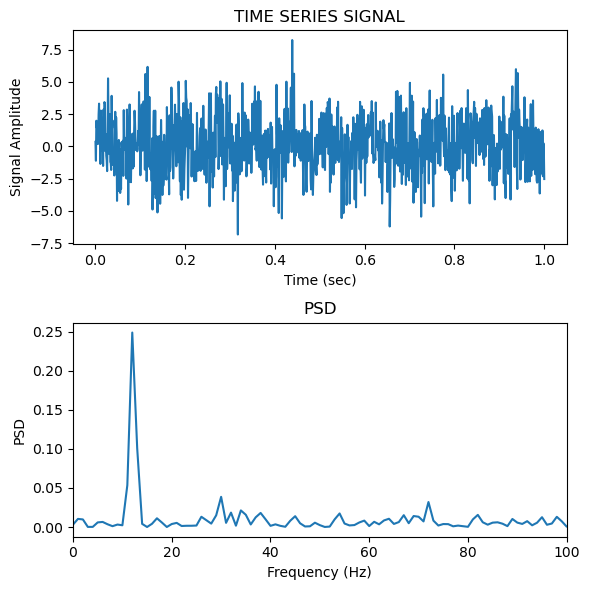 TIME SERIES SIGNAL
7.5
5.0
2.5
0.0
−2.5
−5.0
−7.5
Signal Amplitude
0.0 0.2 0.4 0.6 0.8 1.0
Time (sec)
PSD
0.25
0.20
0.15
0.10
0.05
0.00
PSD
0 20 40 60 80 100
Frequency (Hz)